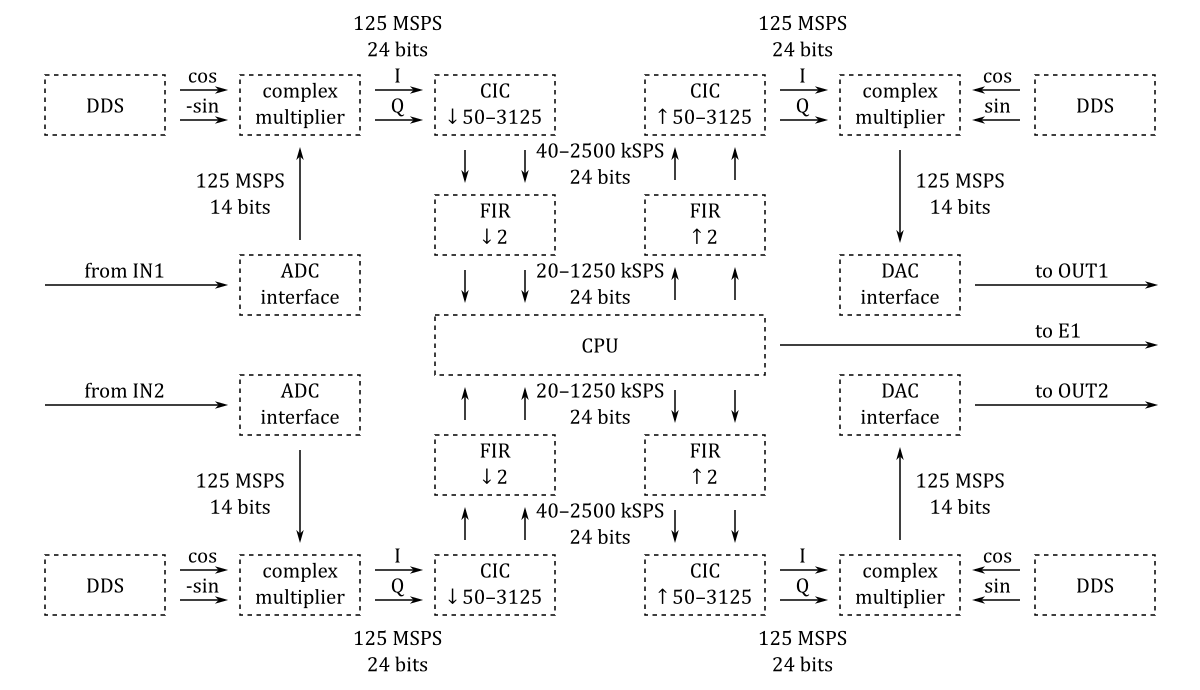 125 MSPS
24 bits
125 MSPS
24 bits
DDS
cos
-sin
complex
multiplier
I
Q
CIC
↓50–3125
CIC
↑50–3125
I
Q
complex
multiplier
cos
sin
DDS
40–2500 kSPS
24 bits
125 MSPS
14 bits
125 MSPS
14 bits
FIR
↓2
FIR
↑2
from IN1
ADC
interface
20–1250 kSPS
24 bits
DAC
interface
to OUT1
CPU
to E1
from IN2
ADC
interface
20–1250 kSPS
24 bits
DAC
interface
to OUT2
FIR
↓2
FIR
↑2
125 MSPS
14 bits
125 MSPS
14 bits
40–2500 kSPS
24 bits
DDS
cos
-sin
complex
multiplier
I
Q
CIC
↓50–3125
CIC
↑50–3125
I
Q
complex
multiplier
cos
sin
DDS
125 MSPS
24 bits
125 MSPS
24 bits